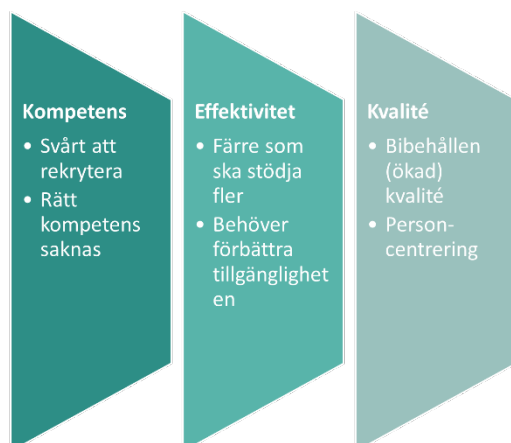 Kompetens
• Svårt att
rekrytera
• Rätt
kompetens
saknas
Effektivitet
• Färre som
ska stödja
fler
• Behöver
förbättra
tillgänglighet
en
Kvalité
• Bibehållen
(ökad)
kvalité
• Person-
centrering